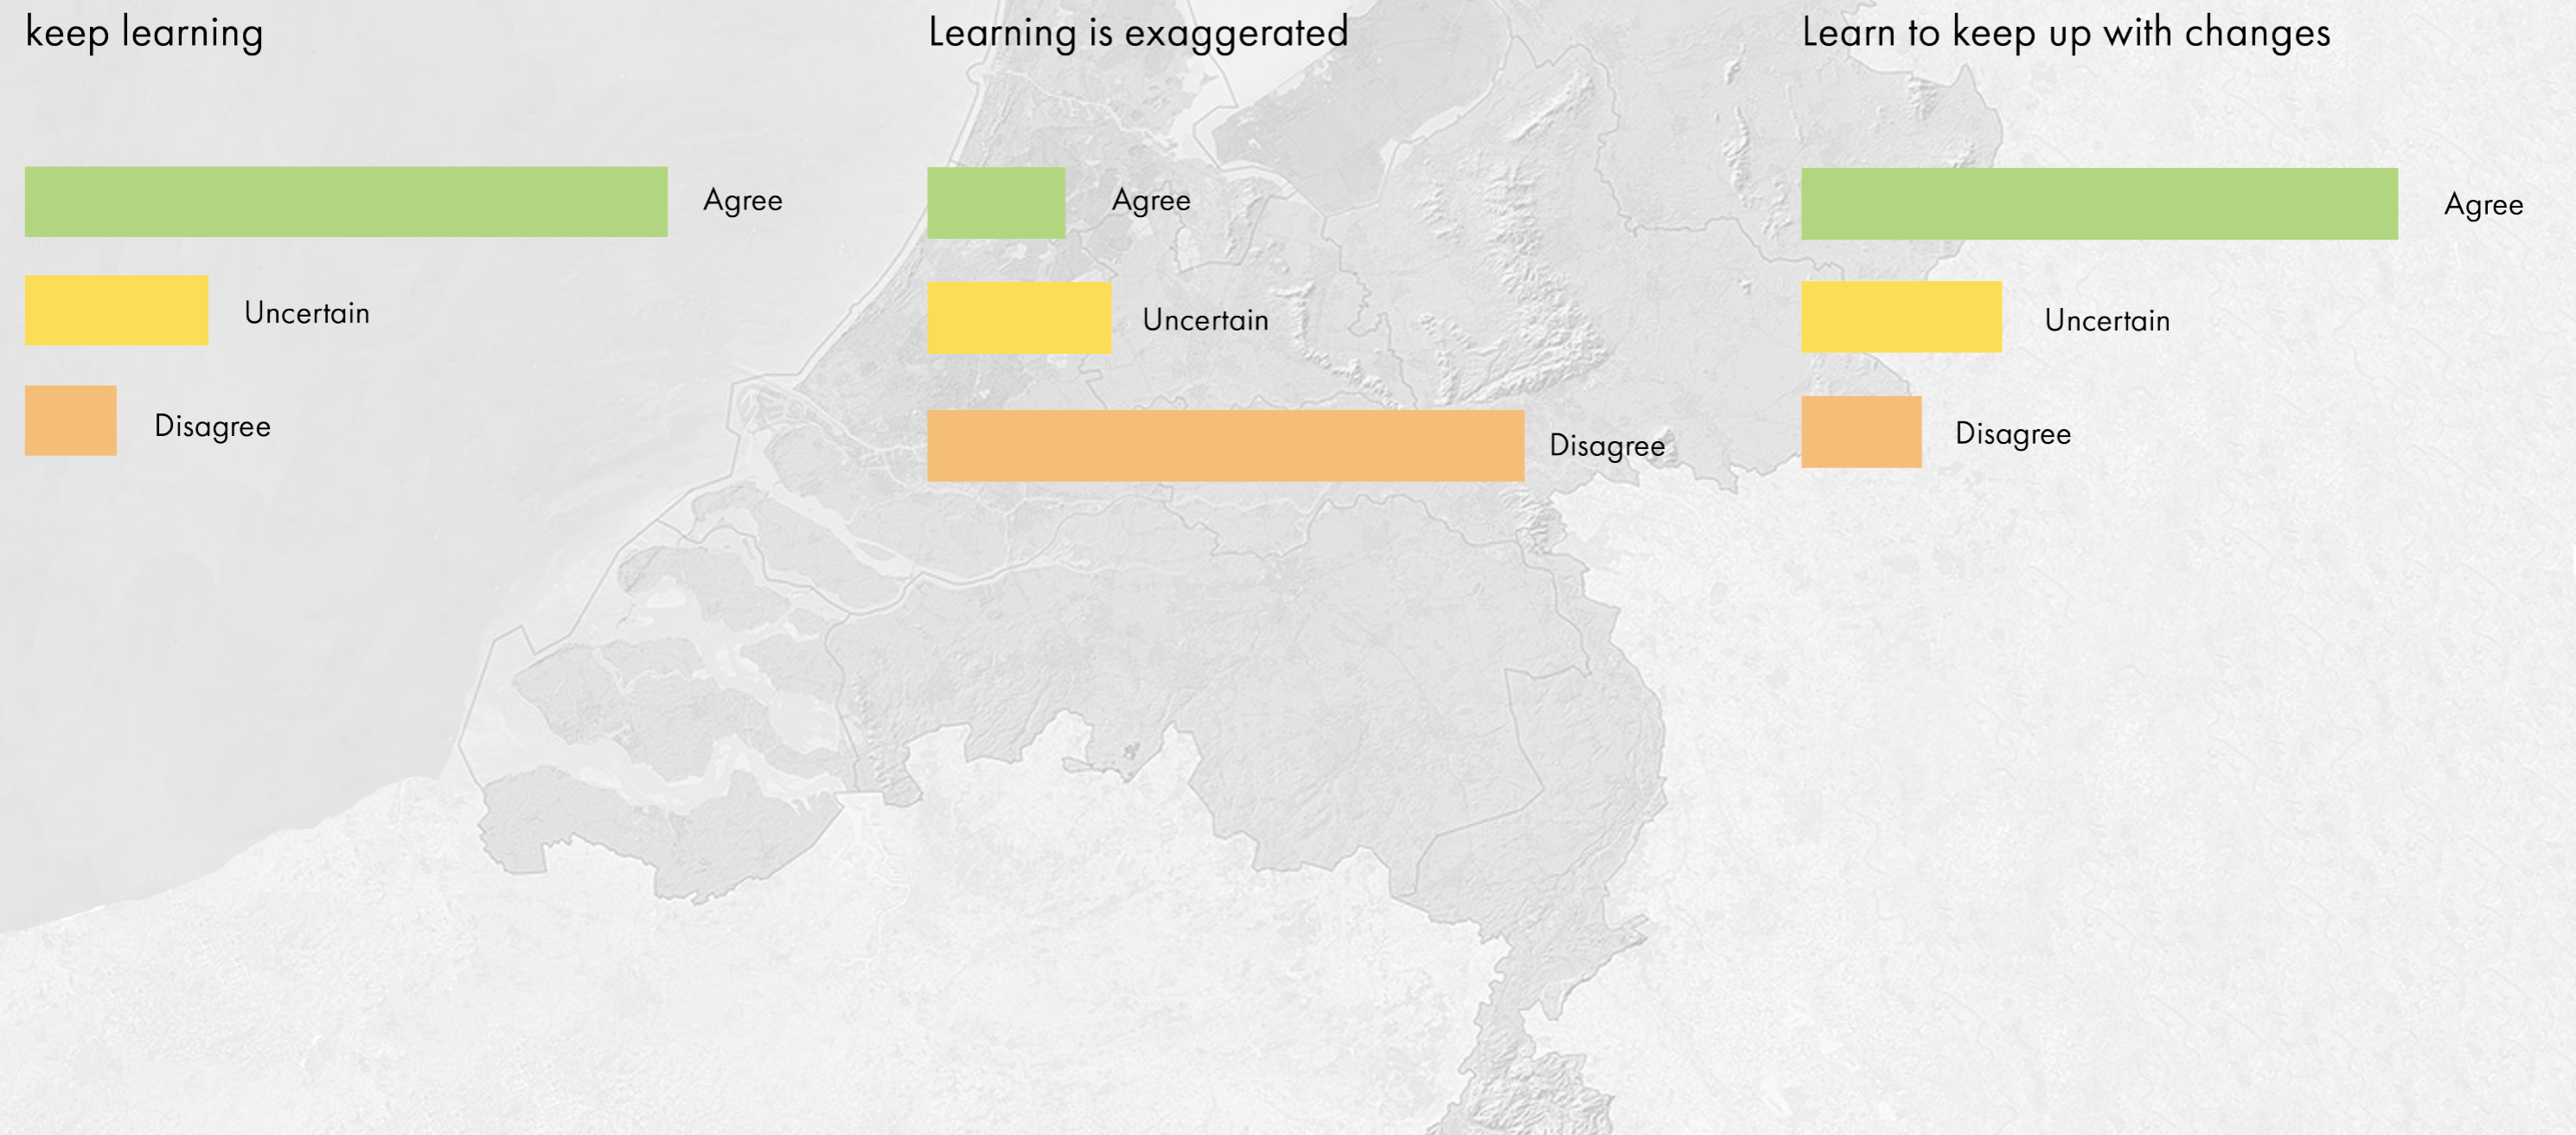 keep learning
Agree
Uncertain
Disagree
Learning is exaggerated
Agree
Uncertain
Disagree
Learn to keep up with changes
Agree
Uncertain
Disagree